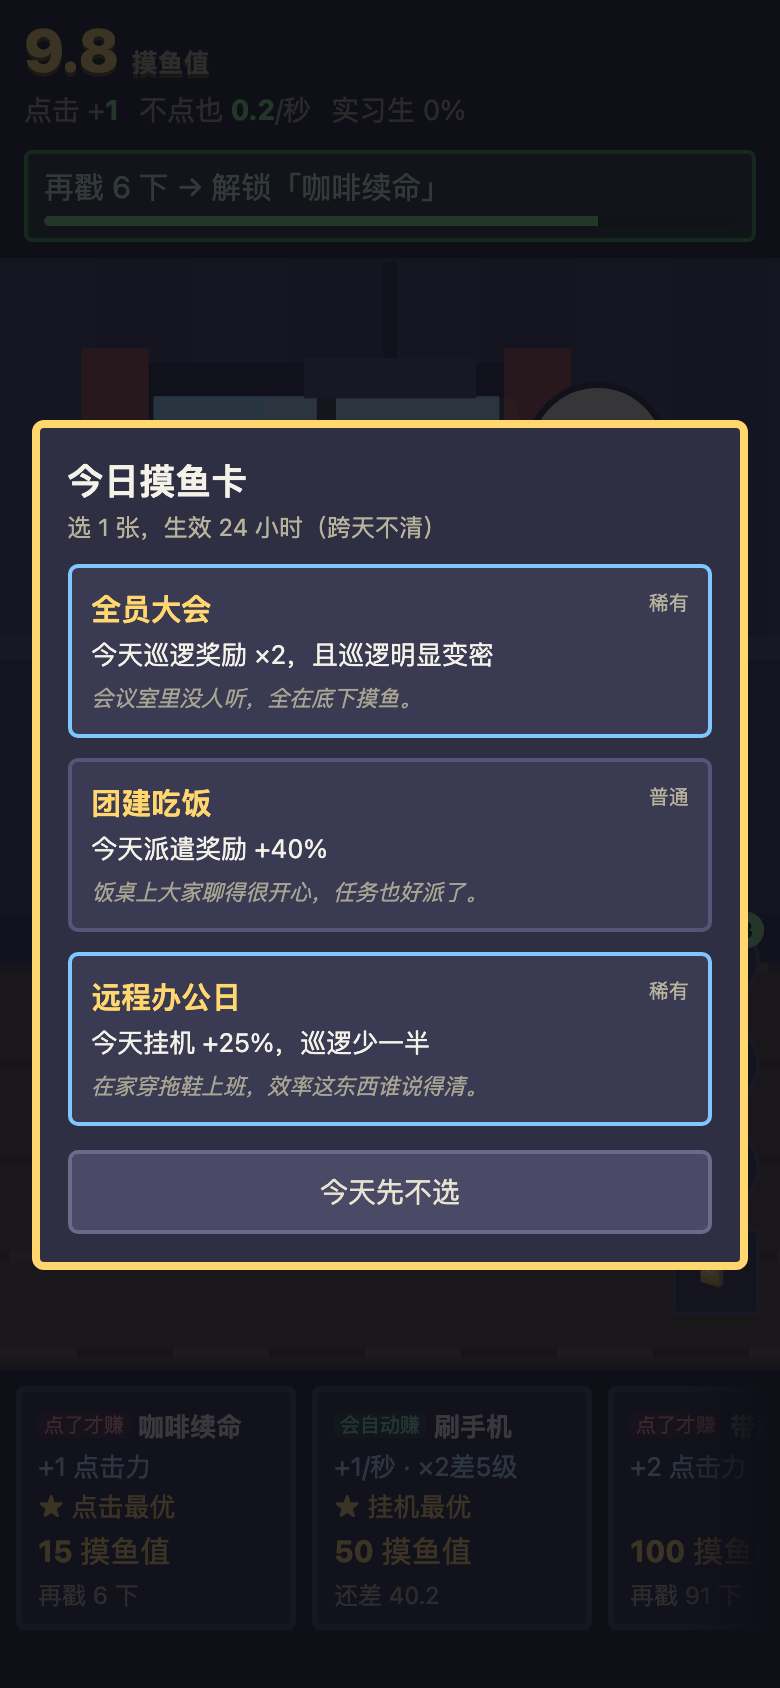 9.8 摸鱼值
点击 +1 不点也 0.2/秒 实习生 0%
再戳 6 下 → 解锁「咖啡续命」
今日摸鱼卡
选 1 张，生效 24 小时（跨天不清）
全员大会 稀有
今天巡逻奖励 ×2，且巡逻明显变密
会议室里没人听，全在底下摸鱼。
团建吃饭 普通
今天派遣奖励 +40%
饭桌上大家聊得很开心，任务也好派了。
远程办公日 稀有
今天挂机 +25%，巡逻少一半
在家穿拖鞋上班，效率这东西谁说得清。
今天先不选
点了才赚 咖啡续命
+1 点击力
★ 点击最优
15 摸鱼值
再戳 6 下
会自动赚 刷手机
+1/秒 · ×2差5级
★ 挂机最优
50 摸鱼值
还差 40.2
点了才赚
+2 点击力
100 摸鱼值
再戳 91 下